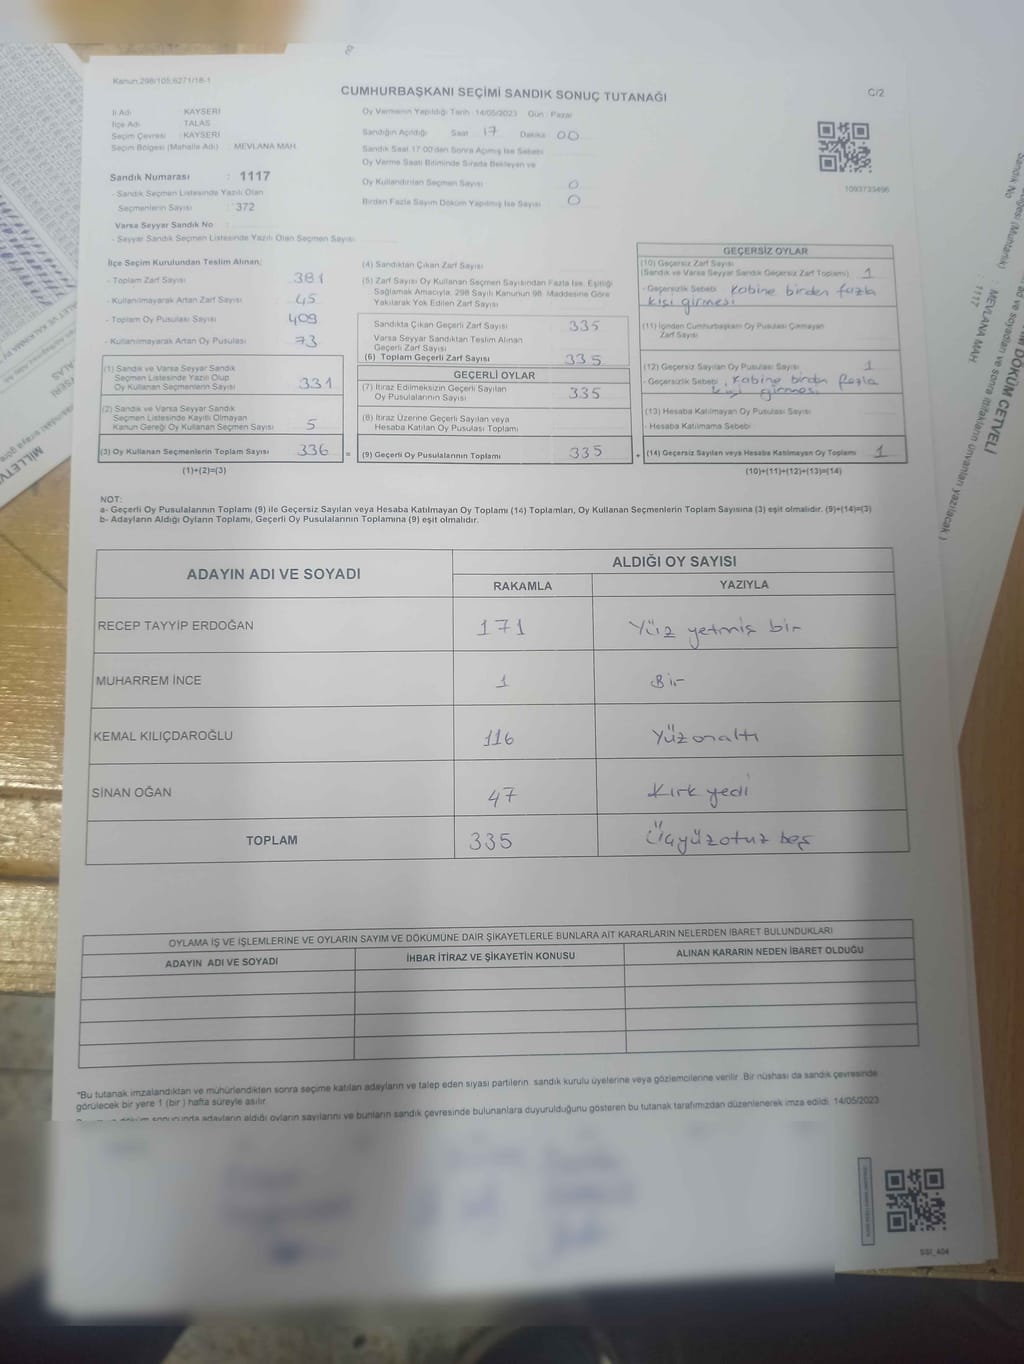 Kanun:298/105;6271/18-1
CUMHURBAŞKANI SEÇİMİ SANDIK SONUÇ TUTANAĞI
C/2
İl Adı : KAYSERİ
İlçe Adı : TALAS
Seçim Çevresi : KAYSERİ
Seçim Bölgesi (Mahalle Adı) : MEVLANA MAH.
Sandık Numarası : 1117
- Sandık Seçmen Listesinde Yazılı Olan
Seçmenlerin Sayısı : 372
Varsa Seyyar Sandık No :
- Seyyar Sandık Seçmen Listesinde Yazılı Olan Seçmen Sayısı
Oy Vermenin Yapıldığı Tarih : 14/05/2023 Gün : Pazar
Sandığın Açıldığı Saat 17 Dakika 00
Sandık Saat 17:00'den Sonra Açılmış İse Sebebi
Oy Verme Saati Bitiminde Sırada Bekleyen ve
Oy Kullandırılan Seçmen Sayısı 0
Birden Fazla Sayım Döküm Yapılmış İse Sayısı 0
1093733456
İlçe Seçim Kurulundan Teslim Alınan;
- Toplam Zarf Sayısı 381
- Kullanılmayarak Artan Zarf Sayısı 45
- Toplam Oy Pusulası Sayısı 409
- Kullanılmayarak Artan Oy Pusulası 73
(1) Sandık ve Varsa Seyyar Sandık
Seçmen Listesinde Yazılı Olup
Oy Kullanan Seçmenlerin Sayısı 331
(2) Sandık ve Varsa Seyyar Sandık
Seçmen Listesinde Kayıtlı Olmayan
Kanun Gereği Oy Kullanan Seçmen Sayısı 5
(3) Oy Kullanan Seçmenlerin Toplam Sayısı 336 =
(1)+(2)=(3)
(4) Sandıktan Çıkan Zarf Sayısı
(5) Zarf Sayısı Oy Kullanan Seçmen Sayısından Fazla İse, Eşitliği
Sağlamak Amacıyla, 298 Sayılı Kanunun 98. Maddesine Göre
Yakılarak Yok Edilen Zarf Sayısı
Sandıkta Çıkan Geçerli Zarf Sayısı 335
Varsa Seyyar Sandıktan Teslim Alınan
Geçerli Zarf Sayısı
(6) Toplam Geçerli Zarf Sayısı 335
GEÇERLİ OYLAR
(7) İtiraz Edilmeksizin Geçerli Sayılan
Oy Pusulalarının Sayısı 335
(8) İtiraz Üzerine Geçerli Sayılan veya
Hesaba Katılan Oy Pusulası Toplamı
(9) Geçerli Oy Pusulalarının Toplamı 335 +
GEÇERSİZ OYLAR
(10) Geçersiz Zarf Sayısı
(Sandık ve Varsa Seyyar Sandık Geçersiz Zarf Toplamı) 1
- Geçersizlik Sebebi Kabine birden fazla
kişi girmesi
(11) İçinden Cumhurbaşkanı Oy Pusulası Çıkmayan
Zarf Sayısı
(12) Geçersiz Sayılan Oy Pusulası Sayısı 1
- Geçersizlik Sebebi Kabine birden fazla
kişi girmesi
(13) Hesaba Katılmayan Oy Pusulası Sayısı
- Hesaba Katılmama Sebebi
(14) Geçersiz Sayılan veya Hesaba Katılmayan Oy Toplamı 1
(10)+(11)+(12)+(13)=(14)
NOT:
a- Geçerli Oy Pusulalarının Toplamı (9) ile Geçersiz Sayılan veya Hesaba Katılmayan Oy Toplamı (14) Toplamları, Oy Kullanan Seçmenlerin Toplam Sayısına (3) eşit olmalıdır. (9)+(14)=(3)
b- Adayların Aldığı Oyların Toplamı, Geçerli Oy Pusulalarının Toplamına (9) eşit olmalıdır.
ADAYIN ADI VE SOYADI ALDIĞI OY SAYISI
RAKAMLA YAZIYLA
RECEP TAYYİP ERDOĞAN 171 Yüz yetmiş bir
MUHARREM İNCE 1 Bir
KEMAL KILIÇDAROĞLU 116 Yüzonaltı
SİNAN OĞAN 47 Kırk yedi
TOPLAM 335 Üçyüzotuz beş
OYLAMA İŞ VE İŞLEMLERİNE VE OYLARIN SAYIM VE DÖKÜMÜNE DAİR ŞİKAYETLERLE BUNLARA AİT KARARLARIN NELERDEN İBARET BULUNDUKLARI
ADAYIN ADI VE SOYADI İHBAR İTİRAZ VE ŞİKAYETİN KONUSU ALINAN KARARIN NEDEN İBARET OLDUĞU
*Bu tutanak imzalandıktan ve mühürlendikten sonra seçime katılan adayların ve talep eden siyasi partilerin sandık kurulu üyelerine veya gözlemcilerine verilir. Bir nüshası da sandık çevresinde
görülecek bir yere 1 (bir) hafta süreyle asılır.
sonucunda adayların aldığı oyların sayılarını ve bunların sandık çevresinde bulunanlara duyurulduğunu gösteren bu tutanak tarafımızdan düzenlenerek imza edildi. 14/05/2023
SSI_404
DÖKÜM CETVELİ
ad ve soyadları ve sonra ittifakların unvanları yazılacak )
: MEVLANA MAH.
: 1117
Sandık No